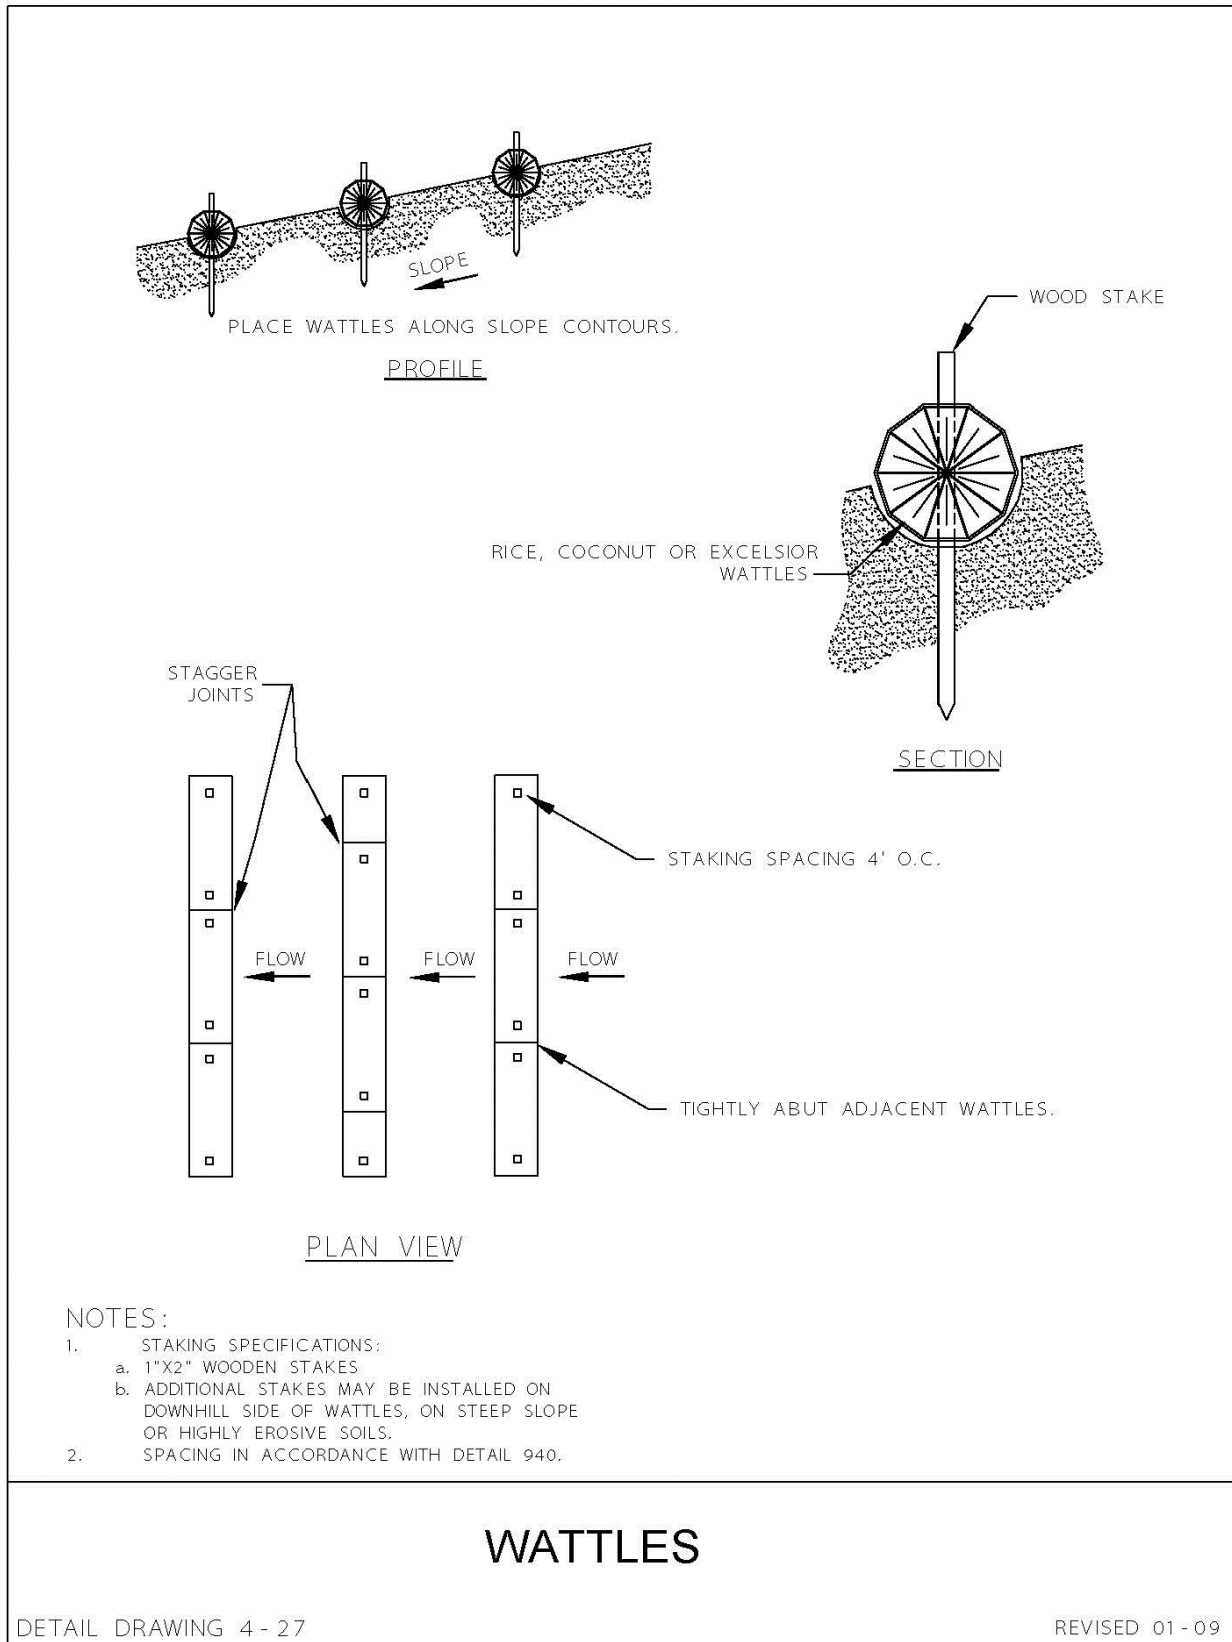 SLOPE
PLACE WATTLES ALONG SLOPE CONTOURS.
PROFILE
WOOD STAKE
RICE, COCONUT OR EXCELSIOR
WATTLES
SECTION
STAGGER
JOINTS
STAKING SPACING 4' O.C.
FLOW
FLOW
FLOW
TIGHTLY ABUT ADJACENT WATTLES.
PLAN VIEW
NOTES:
1. STAKING SPECIFICATIONS:
a. 1"X2" WOODEN STAKES
b. ADDITIONAL STAKES MAY BE INSTALLED ON
DOWNHILL SIDE OF WATTLES, ON STEEP SLOPE
OR HIGHLY EROSIVE SOILS.
2. SPACING IN ACCORDANCE WITH DETAIL 940.
WATTLES
DETAIL DRAWING 4-27
REVISED 01-09